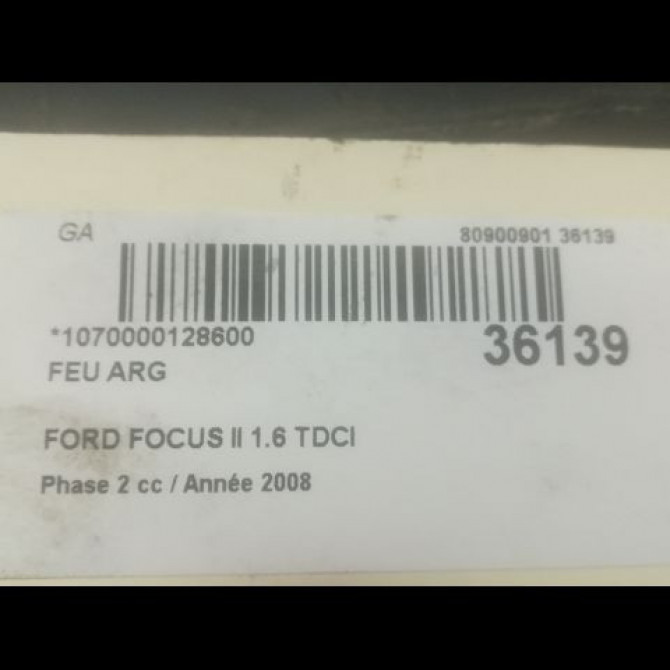 GA
80900901 36139
*1070000128600
36139
FEU ARG
FORD FOCUS II 1.6 TDCI
Phase 2 cc / Année 2008